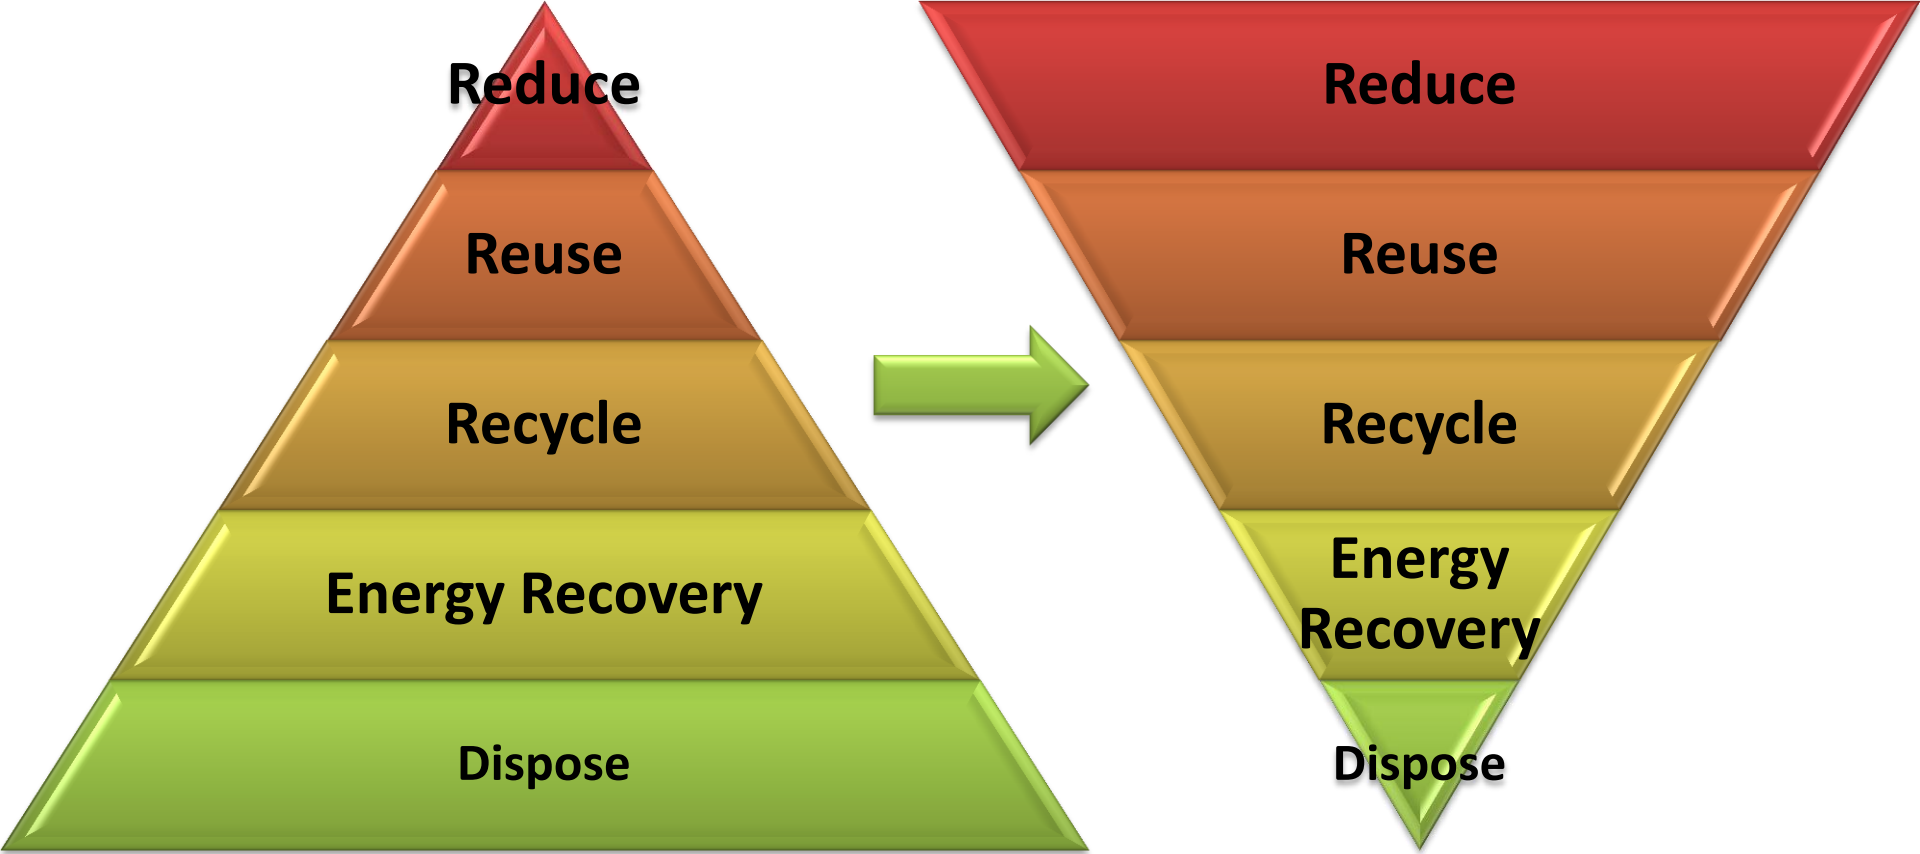 Reduce
Reuse
Recycle
Energy Recovery
Dispose
Reduce
Reuse
Recycle
Energy
Recovery
Dispose